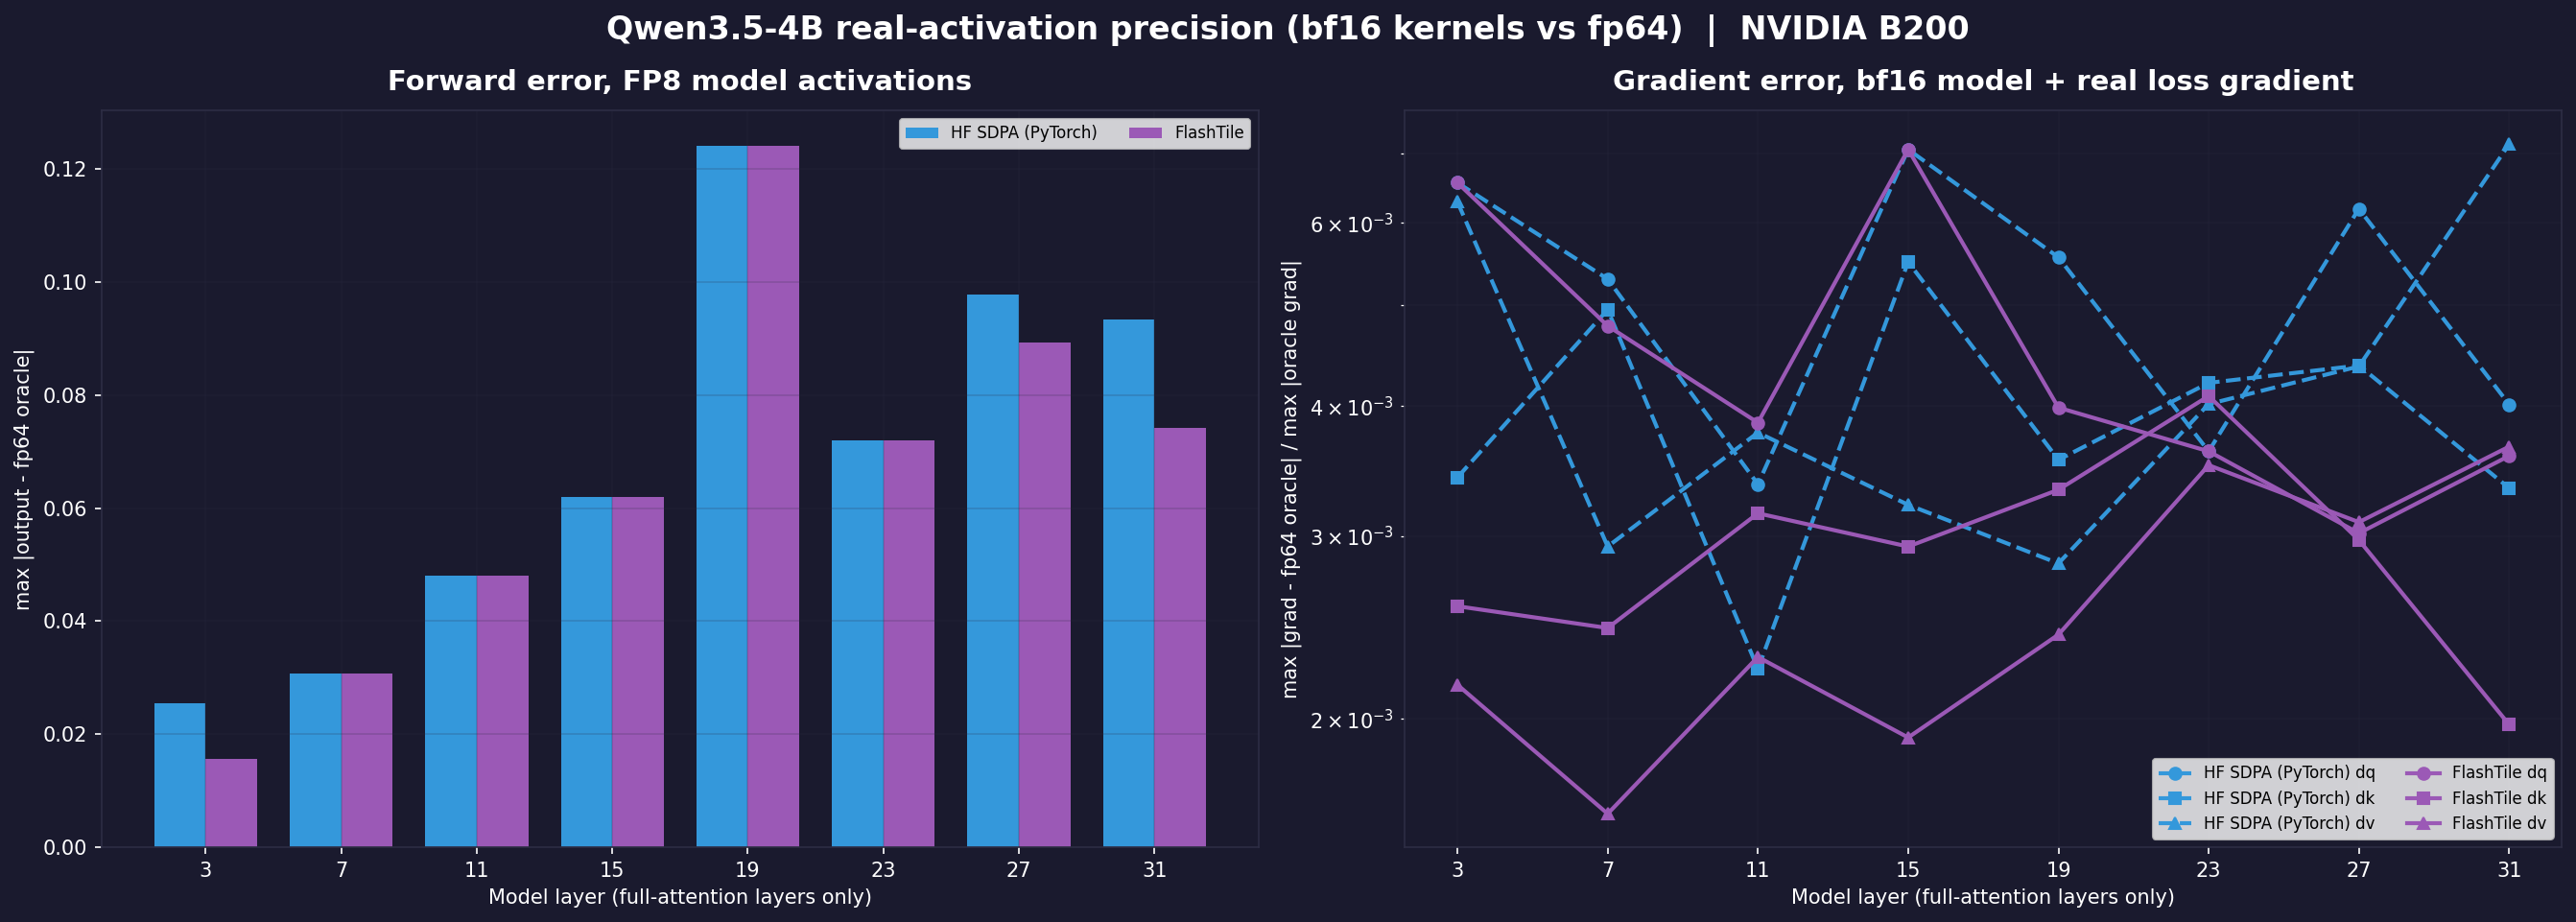 Qwen3.5-4B real-activation precision (bf16 kernels vs fp64)  |  NVIDIA B200
Forward error, FP8 model activations
HF SDPA (PyTorch)
FlashTile
max |output - fp64 oracle|
0.12
0.10
0.08
0.06
0.04
0.02
0.00
3 7 11 15 19 23 27 31
Model layer (full-attention layers only)
Gradient error, bf16 model + real loss gradient
max |grad - fp64 oracle| / max |oracle grad|
6 × 10⁻³
4 × 10⁻³
3 × 10⁻³
2 × 10⁻³
HF SDPA (PyTorch) dq
HF SDPA (PyTorch) dk
HF SDPA (PyTorch) dv
FlashTile dq
FlashTile dk
FlashTile dv
3 7 11 15 19 23 27 31
Model layer (full-attention layers only)